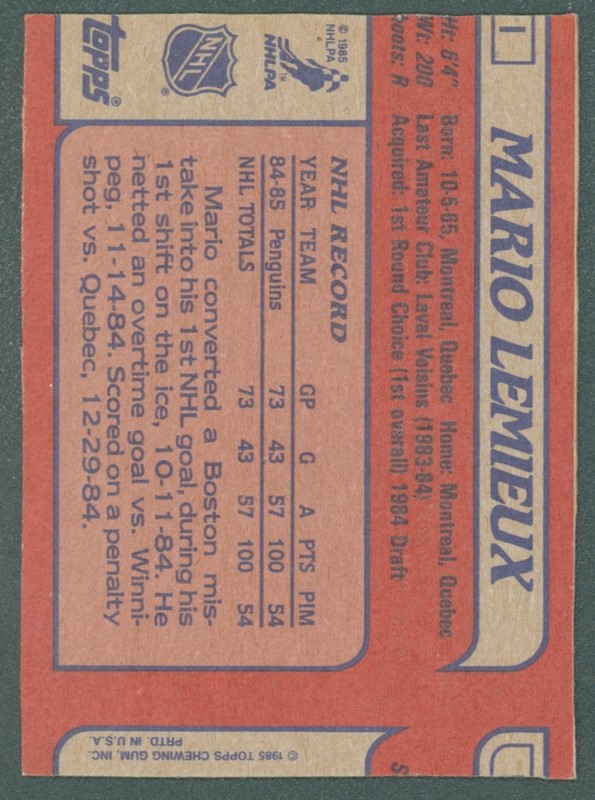 1
MARIO LEMIEUX
Ht: 6'4" Born: 10-5-65, Montreal, Quebec Home: Montreal, Quebec
Wt: 200 Last Amateur Club: Laval Voisins (1983-84)
oots: R Acquired: 1st Round Choice (1st overall) 1984 Draft
© 1985
NHLPA
NHLPA
TM
NHL
topps®
NHL RECORD
YEAR TEAM GP G A PTS PIM
84-85 Penguins 73 43 57 100 54
NHL TOTALS 73 43 57 100 54
Mario converted a Boston mis-
take into his 1st NHL goal, during his
1st shift on the ice, 10-11-84. He
netted an overtime goal vs. Winni-
peg, 11-14-84. Scored on a penalty
shot vs. Quebec, 12-29-84.
S
© 1985 TOPPS CHEWING GUM, INC.
PRTD. IN U.S.A.